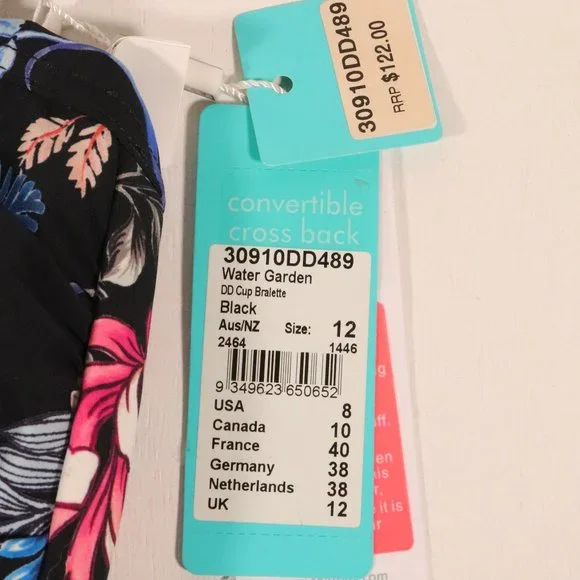 30910DD489
RRP $122.00
convertible
cross back
30910DD489
Water Garden
DD Cup Bralette
Black
Aus/NZ Size: 12
2464 1446
9 349623 650652
USA 8
Canada 10
France 40
Germany 38
Netherlands 38
UK 12